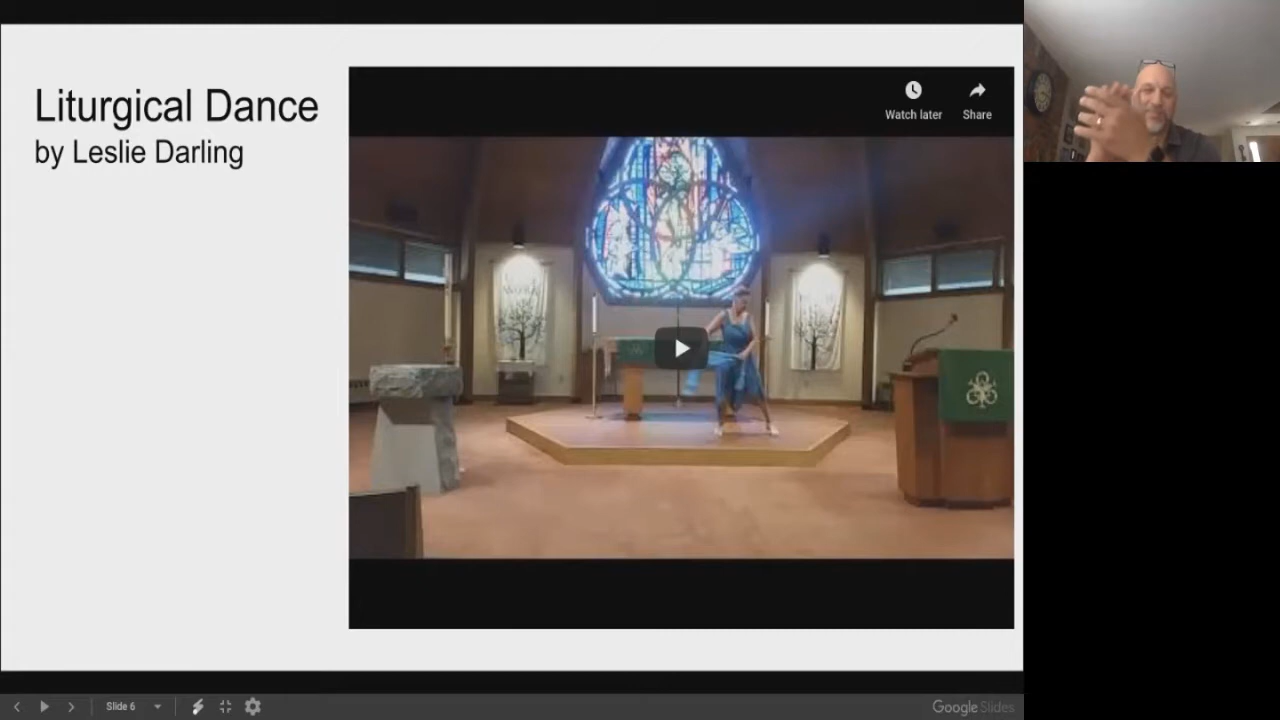 Liturgical Dance
by Leslie Darling
Watch later
Share
Slide 6
Google Slides